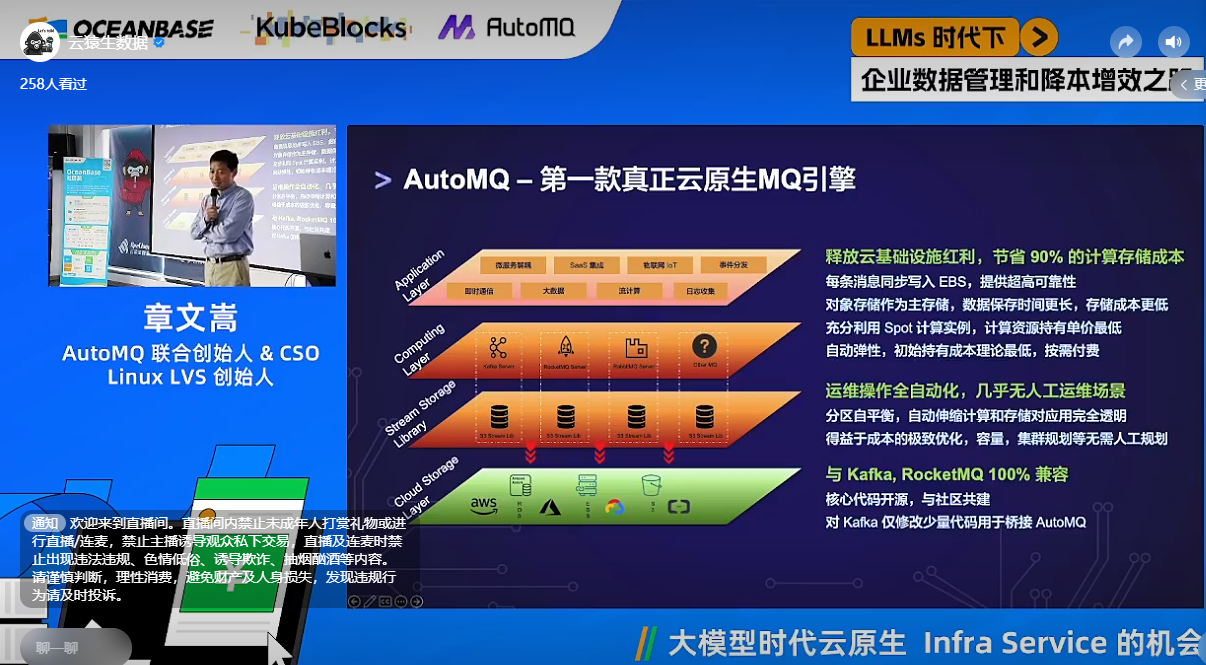 OCEANBASE
KubeBlocks
AutoMQ
云猿生数据
258人看过
LLMs 时代下
企业数据管理和降本增效之
更
OceanBase
章文嵩
AutoMQ 联合创始人 & CSO
Linux LVS 创始人
> AutoMQ – 第一款真正云原生MQ引擎
Application Layer
微服务解耦
SaaS 集成
物联网 IoT
事件分发
即时通信
大数据
流计算
日志收集
Computing Layer
Kafka Server
RocketMQ Server
RabbitMQ Server
Other MQ
Stream Storage Library
S3 Stream Lib
S3 Stream Lib
S3 Stream Lib
S3 Stream Lib
Cloud Storage Layer
aws
EBS
释放云基础设施红利，节省 90% 的计算存储成本
每条消息同步写入 EBS，提供超高可靠性
对象存储作为主存储，数据保存时间更长，存储成本更低
充分利用 Spot 计算实例，计算资源持有单价最低
自动弹性，初始持有成本理论最低，按需付费
运维操作全自动化，几乎无人工运维场景
分区自平衡，自动伸缩计算和存储对应用完全透明
得益于成本的极致优化，容量，集群规划等无需人工规划
与 Kafka, RocketMQ 100% 兼容
核心代码开源，与社区共建
对 Kafka 仅修改少量代码用于桥接 AutoMQ
通知 欢迎来到直播间。直播间内禁止未成年人打赏礼物或进
行直播/连麦，禁止主播诱导观众私下交易，直播及连麦时禁
止出现违法违规、色情低俗、诱导欺诈、抽烟酗酒等内容。
请谨慎判断，理性消费，避免财产及人身损失，发现违规行
为请及时投诉。
聊一聊
大模型时代云原生 Infra Service 的机会